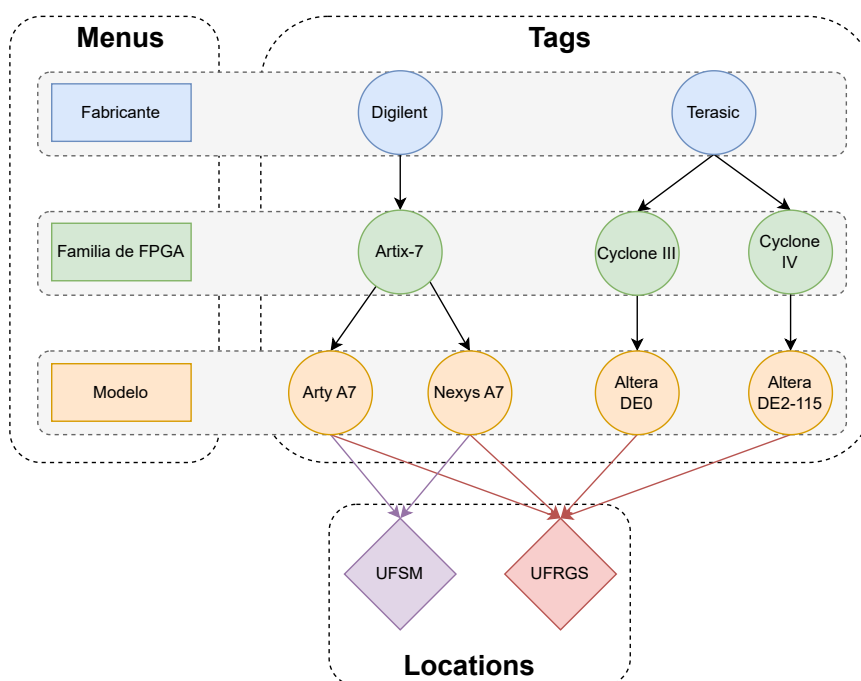 Menus
Tags
Fabricante
Digilent
Terasic
Familia de FPGA
Artix-7
Cyclone III
Cyclone
IV
Modelo
Arty A7
Nexys A7
Altera
DE0
Altera
DE2-115
UFSM
UFRGS
Locations